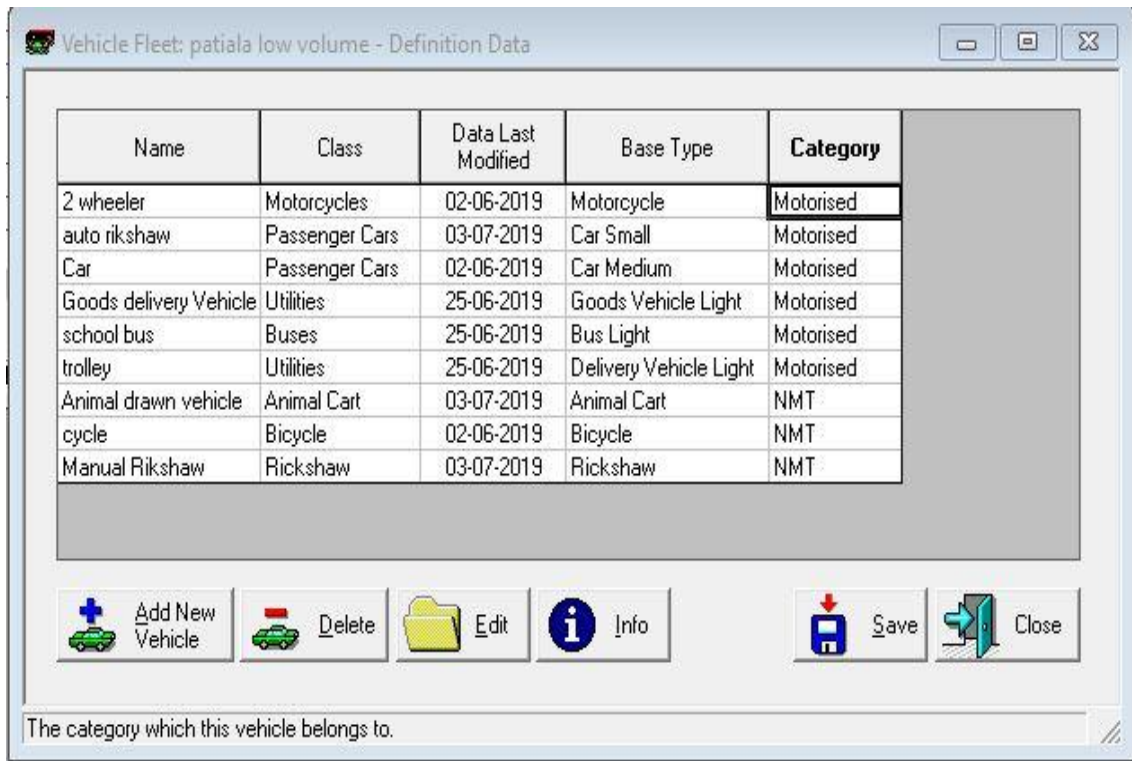 Vehicle Fleet: patiala low volume - Definition Data
Name Class Data Last Modified Base Type Category
2 wheeler Motorcycles 02-06-2019 Motorcycle Motorised
auto rikshaw Passenger Cars 03-07-2019 Car Small Motorised
Car Passenger Cars 02-06-2019 Car Medium Motorised
Goods delivery Vehicle Utilities 25-06-2019 Goods Vehicle Light Motorised
school bus Buses 25-06-2019 Bus Light Motorised
trolley Utilities 25-06-2019 Delivery Vehicle Light Motorised
Animal drawn vehicle Animal Cart 03-07-2019 Animal Cart NMT
cycle Bicycle 02-06-2019 Bicycle NMT
Manual Rikshaw Rickshaw 03-07-2019 Rickshaw NMT
Add New Vehicle Delete Edit Info Save Close
The category which this vehicle belongs to.